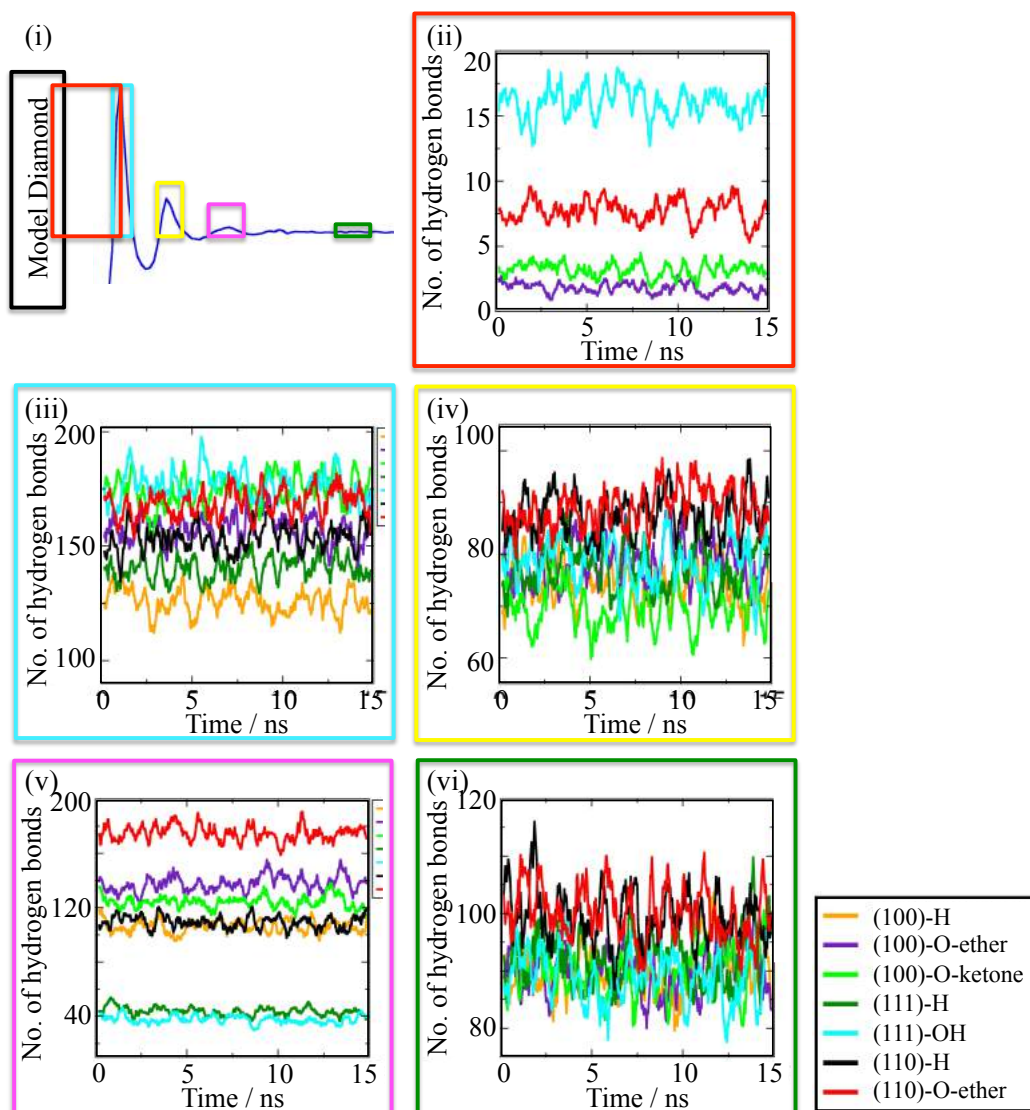 (i)
Model Diamond
(ii)
No. of hydrogen bonds
20
15
10
5
0
0 5 10 15
Time / ns
(iii)
No. of hydrogen bonds
200
150
100
0 5 10 15
Time / ns
(iv)
No. of hydrogen bonds
100
80
60
0 5 10 15
Time / ns
(v)
No. of hydrogen bonds
200
120
40
0 5 10 15
Time / ns
(vi)
No. of hydrogen bonds
120
100
80
0 5 10 15
Time / ns
(100)-H
(100)-O-ether
(100)-O-ketone
(111)-H
(111)-OH
(110)-H
(110)-O-ether